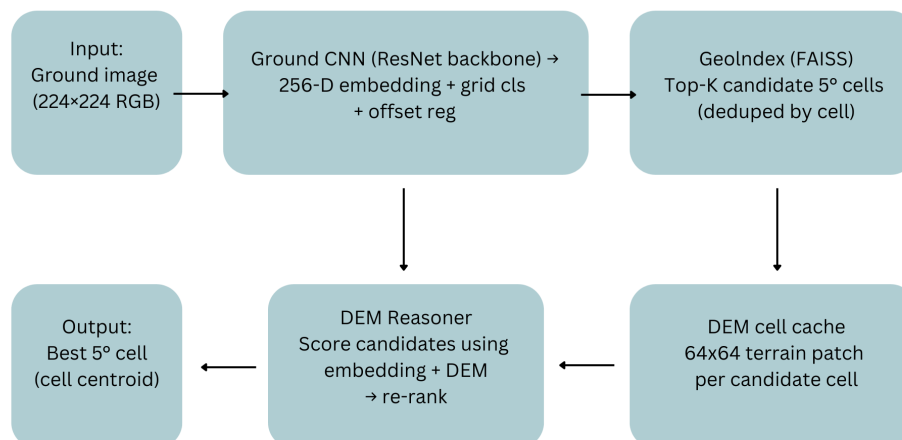 Input:
Ground image
(224×224 RGB)
Ground CNN (ResNet backbone) →
256-D embedding + grid cls
+ offset reg
GeoIndex (FAISS)
Top-K candidate 5° cells
(deduped by cell)
Output:
Best 5° cell
(cell centroid)
DEM Reasoner
Score candidates using
embedding + DEM
→ re-rank
DEM cell cache
64x64 terrain patch
per candidate cell